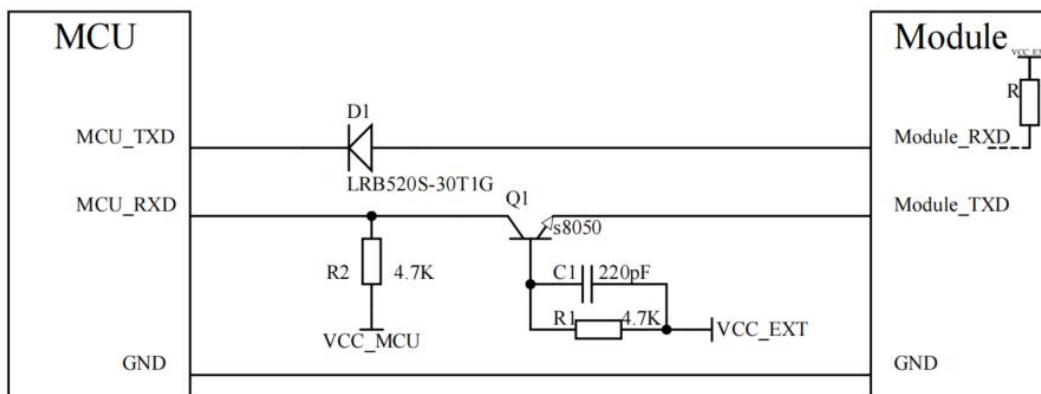 MCU
Module
VCC_EXT
R
D1
MCU_TXD
Module_RXD
LRB520S-30T1G
MCU_RXD
Q1
Module_TXD
s8050
R2 4.7K
C1 220pF
R1 4.7K
VCC_EXT
VCC_MCU
GND
GND